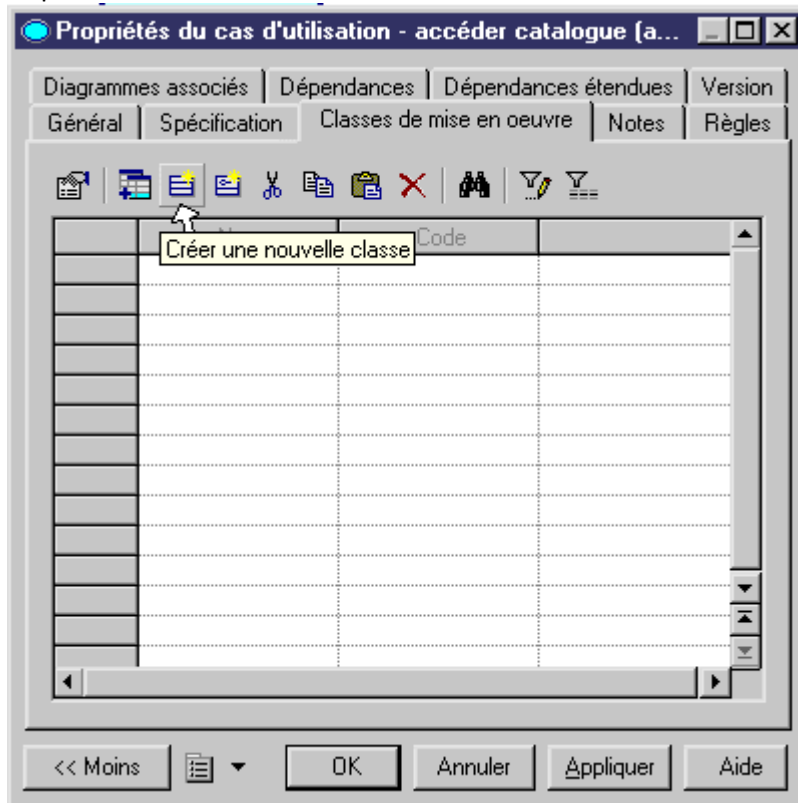 Propriétés du cas d'utilisation - accéder catalogue (a...
Diagrammes associés Dépendances Dépendances étendues Version
Général Spécification Classes de mise en oeuvre Notes Règles
Code
Créer une nouvelle classe
<< Moins OK Annuler Appliquer Aide